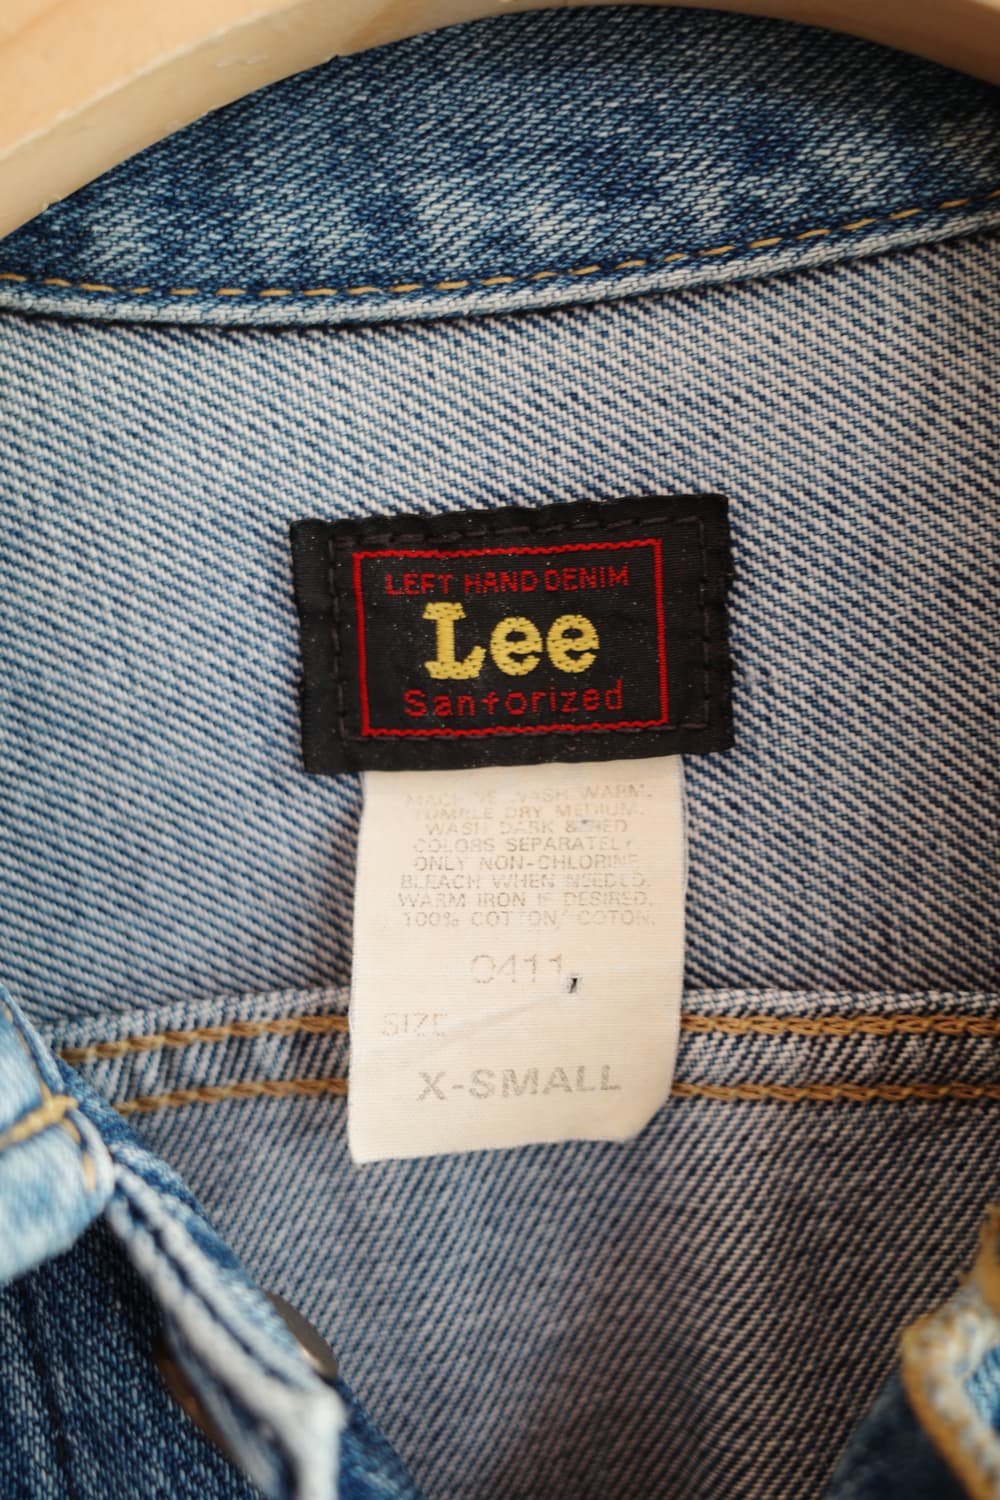 LEFT HAND DENIM
Lee
Sanforized
MACHINE WASH WARM.
TUMBLE DRY MEDIUM.
WASH DARK & RED
COLORS SEPARATELY.
ONLY NON-CHLORINE
BLEACH WHEN NEEDED.
WARM IRON IF DESIRED.
100% COTTON/COTON.
0411
SIZE
X-SMALL